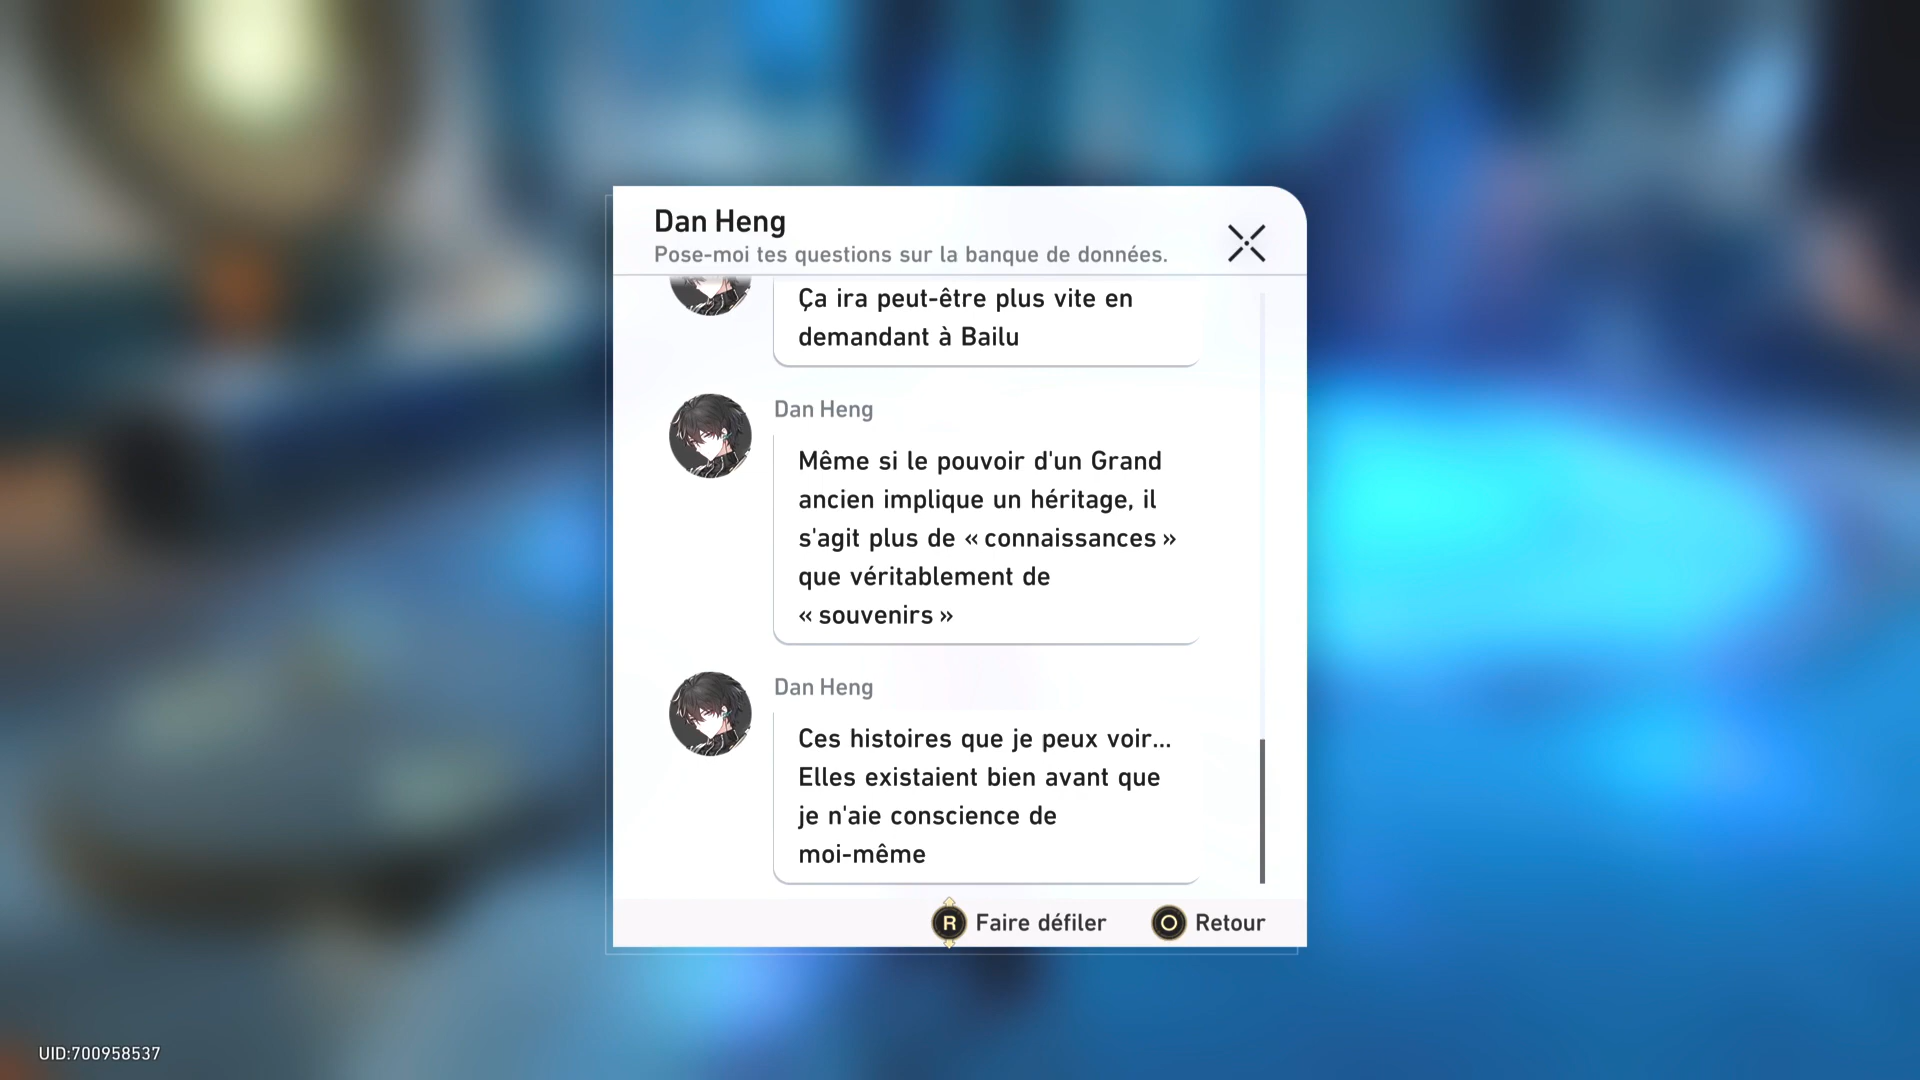 Dan Heng
Pose-moi tes questions sur la banque de données.
Ça ira peut-être plus vite en
demandant à Bailu
Dan Heng
Même si le pouvoir d'un Grand
ancien implique un héritage, il
s'agit plus de « connaissances »
que véritablement de
« souvenirs »
Dan Heng
Ces histoires que je peux voir...
Elles existaient bien avant que
je n'aie conscience de
moi-même
R Faire défiler
Retour
UID:700958537